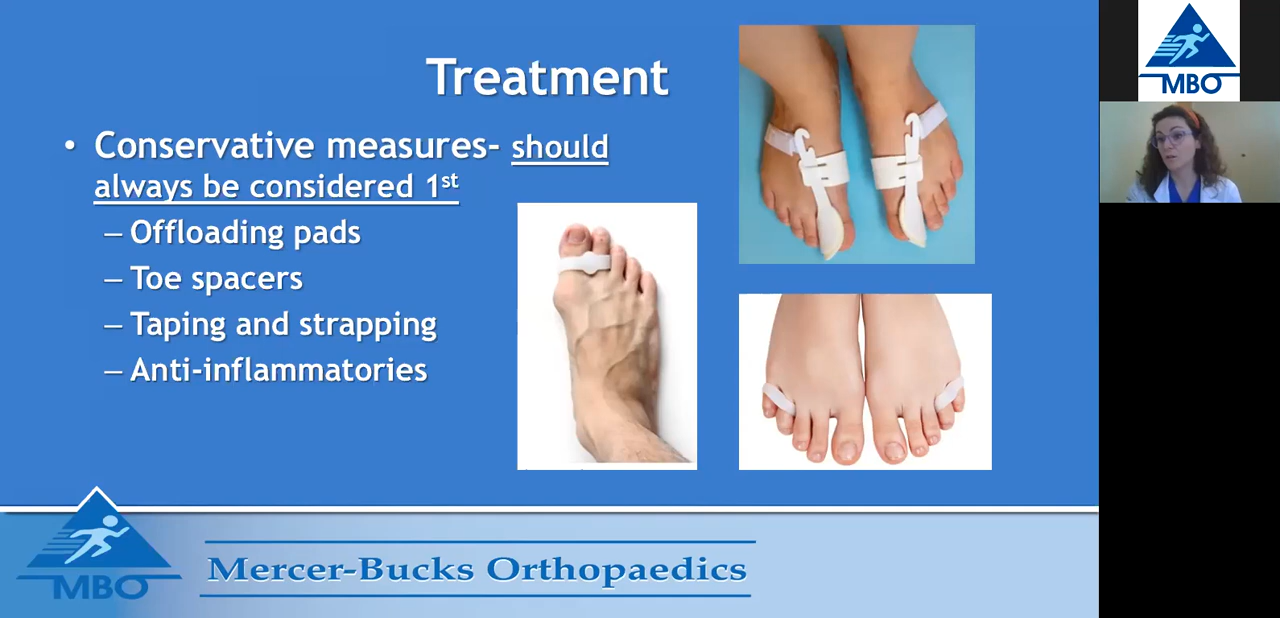 Treatment
• Conservative measures- should
always be considered 1st
– Offloading pads
– Toe spacers
– Taping and strapping
– Anti-inflammatories
MBO
Mercer-Bucks Orthopaedics
MBO